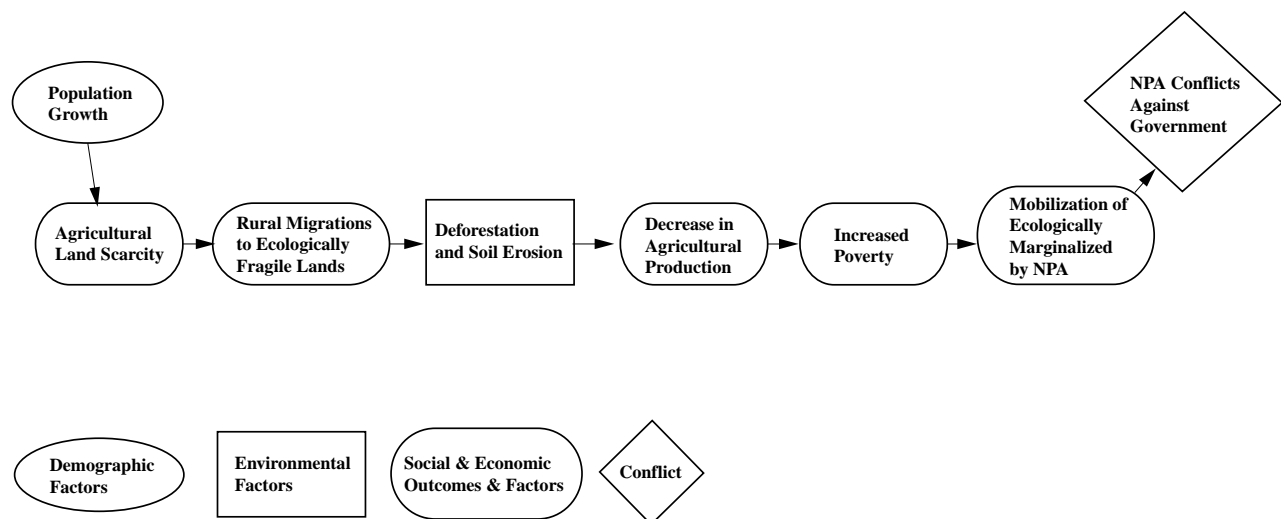 Population
Growth
NPA Conflicts
Against
Government
Agricultural
Land Scarcity
Rural Migrations
to Ecologically
Fragile Lands
Deforestation
and Soil Erosion
Decrease in
Agricultural
Production
Increased
Poverty
Mobilization of
Ecologically
Marginalized
by NPA
Demographic
Factors
Environmental
Factors
Social & Economic
Outcomes & Factors
Conflict